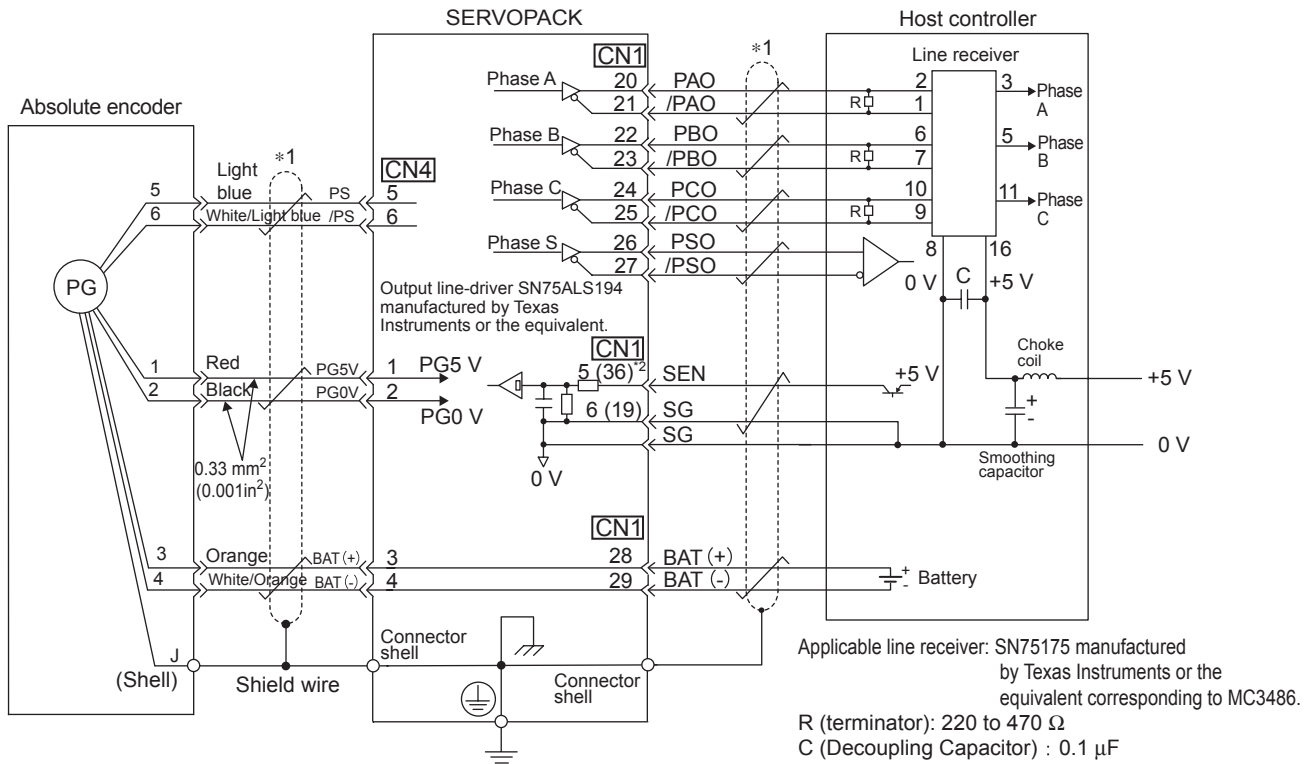 SERVOPACK
Host controller
Absolute encoder
CN1
*1
Line receiver
Phase A
20
PAO
2
3
Phase A
21
/PAO
R
1
Phase B
22
PBO
6
5
Phase B
23
/PBO
R
7
Phase C
24
PCO
10
11
Phase C
25
/PCO
R
9
Phase S
26
PSO
27
/PSO
8
16
0 V
C
+5 V
*1
CN4
5
Light blue
PS
5
6
White/Light blue
/PS
6
PG
Output line-driver SN75ALS194
manufactured by Texas
Instruments or the equivalent.
1
Red
PG5V
1
PG5 V
2
Black
PG0V
2
PG0 V
0.33 mm²
(0.001in²)
CN1
5 (36)*2
SEN
+5 V
6 (19)
SG
SG
0 V
Choke coil
+5 V
+
-
Smoothing capacitor
0 V
CN1
3
Orange
BAT (+)
3
28
BAT (+)
4
White/Orange
BAT (-)
4
29
BAT (-)
+
-
Battery
J
(Shell)
Shield wire
Connector shell
Connector shell
Applicable line receiver: SN75175 manufactured
by Texas Instruments or the
equivalent corresponding to MC3486.
R (terminator): 220 to 470 Ω
C (Decoupling Capacitor) : 0.1 μF